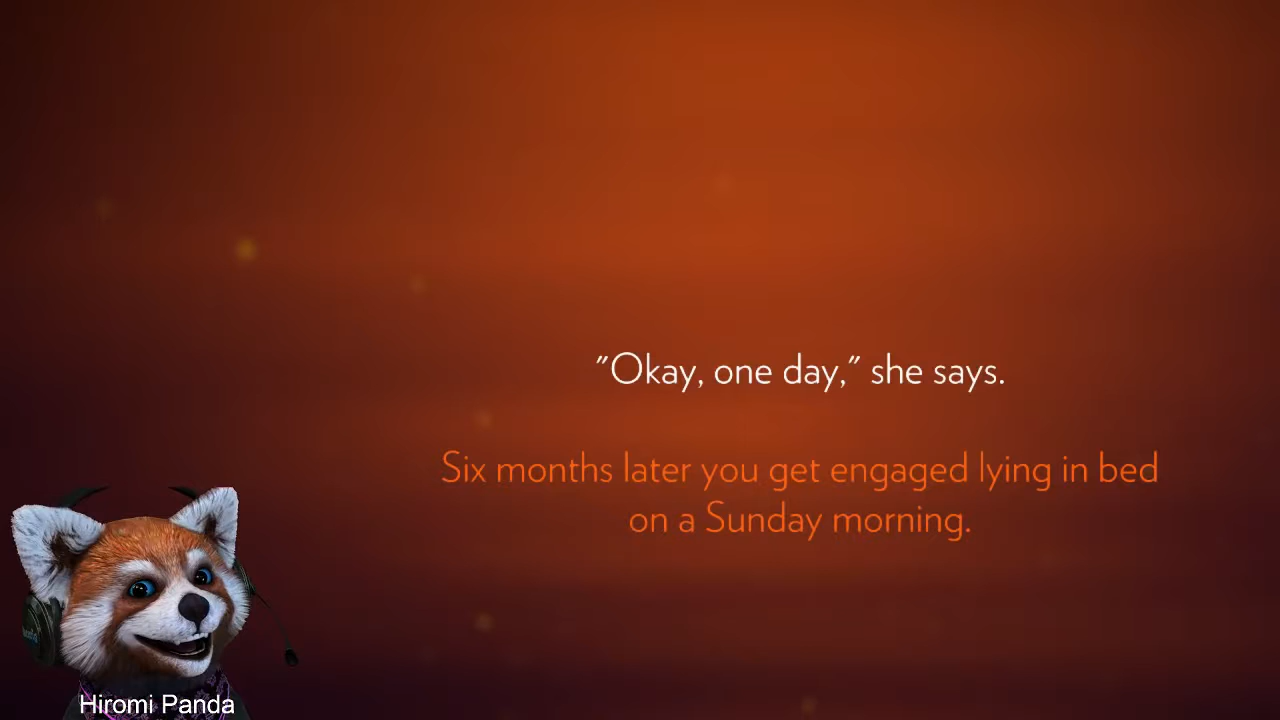 "Okay, one day," she says.
Six months later you get engaged lying in bed
on a Sunday morning.
Hiromi Panda